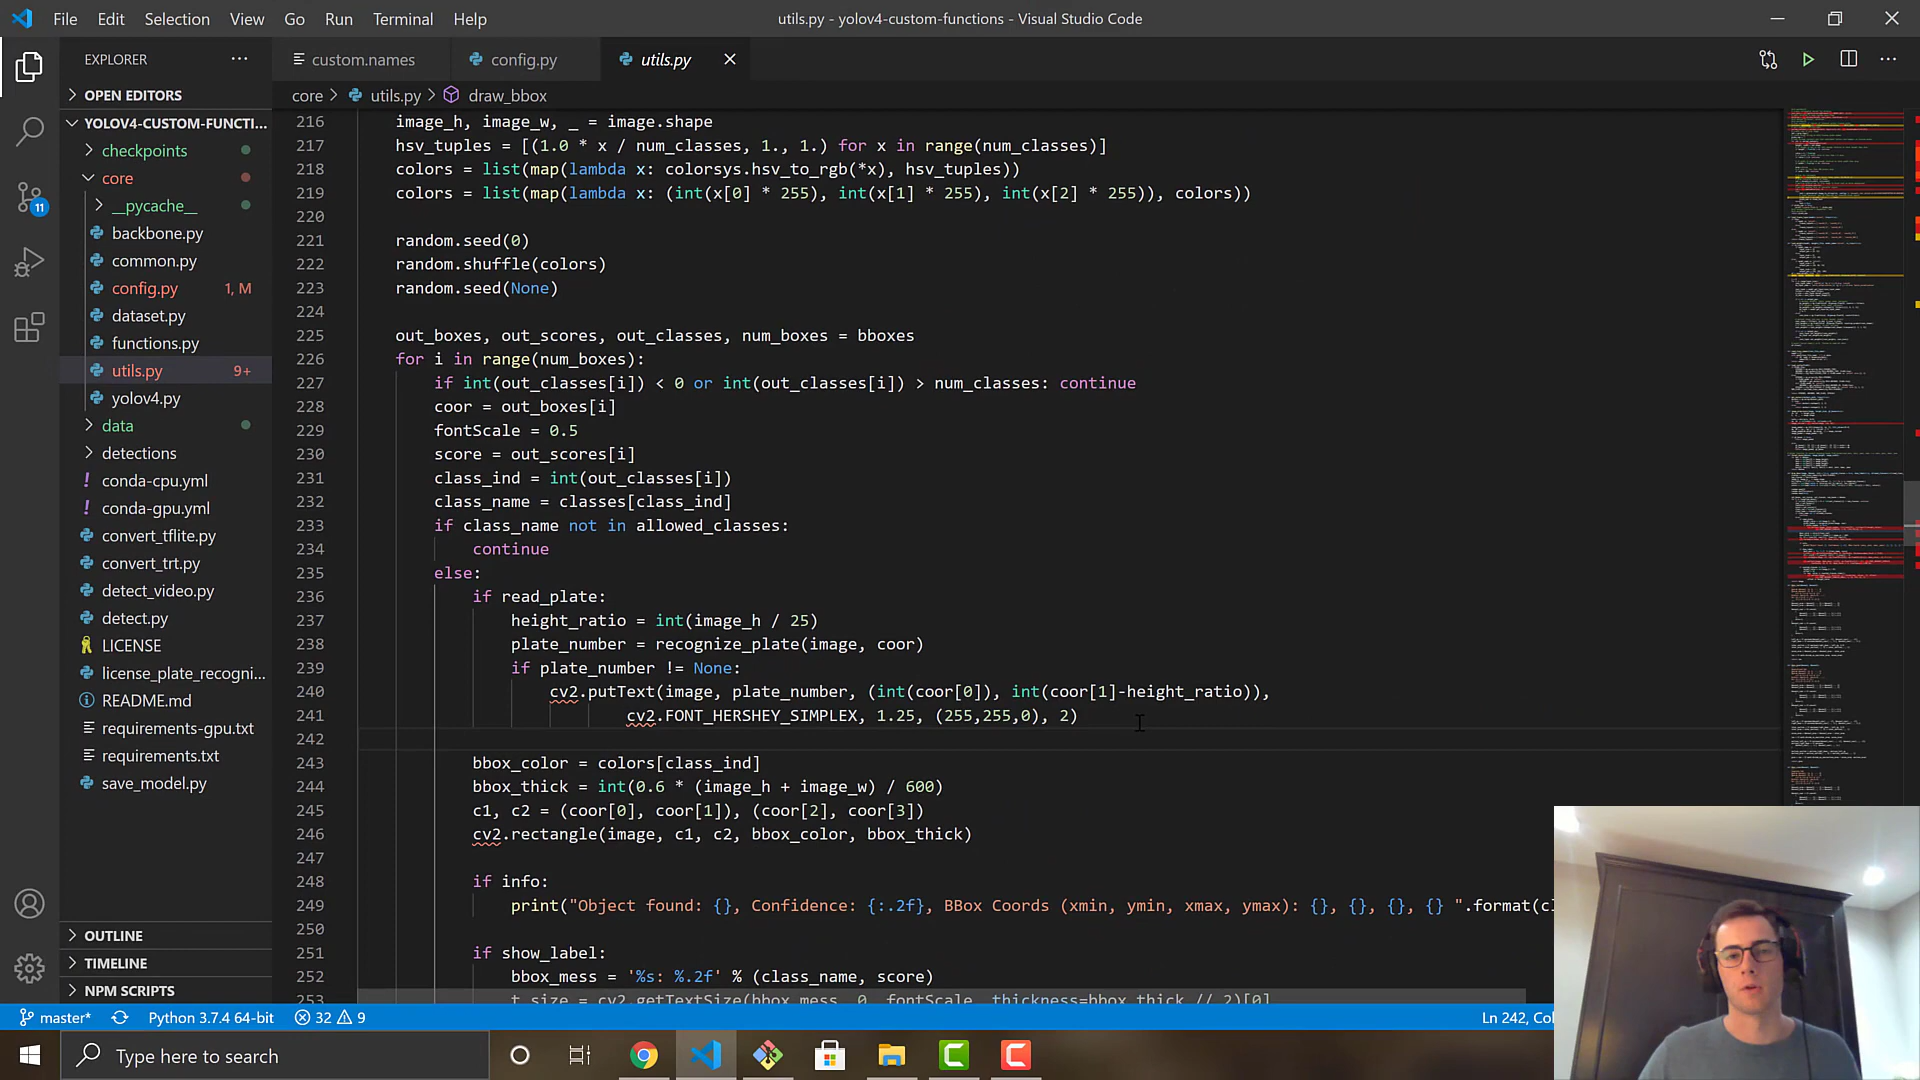 File Edit Selection View Go Run Terminal Help
utils.py - yolov4-custom-functions - Visual Studio Code
EXPLORER
custom.names
config.py
utils.py
OPEN EDITORS
core > utils.py > draw_bbox
YOLOV4-CUSTOM-FUNCTI...
checkpoints
core
__pycache__
backbone.py
common.py
config.py 1, M
dataset.py
functions.py
utils.py 9+
yolov4.py
data
detections
conda-cpu.yml
conda-gpu.yml
convert_tflite.py
convert_trt.py
detect_video.py
detect.py
LICENSE
license_plate_recogni...
README.md
requirements-gpu.txt
requirements.txt
save_model.py
OUTLINE
TIMELINE
NPM SCRIPTS
11
216 image_h, image_w, _ = image.shape
217 hsv_tuples = [(1.0 * x / num_classes, 1., 1.) for x in range(num_classes)]
218 colors = list(map(lambda x: colorsys.hsv_to_rgb(*x), hsv_tuples))
219 colors = list(map(lambda x: (int(x[0] * 255), int(x[1] * 255), int(x[2] * 255)), colors))
220
221 random.seed(0)
222 random.shuffle(colors)
223 random.seed(None)
224
225 out_boxes, out_scores, out_classes, num_boxes = bboxes
226 for i in range(num_boxes):
227 if int(out_classes[i]) < 0 or int(out_classes[i]) > num_classes: continue
228 coor = out_boxes[i]
229 fontScale = 0.5
230 score = out_scores[i]
231 class_ind = int(out_classes[i])
232 class_name = classes[class_ind]
233 if class_name not in allowed_classes:
234 continue
235 else:
236 if read_plate:
237 height_ratio = int(image_h / 25)
238 plate_number = recognize_plate(image, coor)
239 if plate_number != None:
240 cv2.putText(image, plate_number, (int(coor[0]), int(coor[1]-height_ratio)),
241 cv2.FONT_HERSHEY_SIMPLEX, 1.25, (255,255,0), 2)
242
243 bbox_color = colors[class_ind]
244 bbox_thick = int(0.6 * (image_h + image_w) / 600)
245 c1, c2 = (coor[0], coor[1]), (coor[2], coor[3])
246 cv2.rectangle(image, c1, c2, bbox_color, bbox_thick)
247
248 if info:
249 print("Object found: {}, Confidence: {:.2f}, BBox Coords (xmin, ymin, xmax, ymax): {}, {}, {}, {} ".format(cl
250
251 if show_label:
252 bbox_mess = '%s: %.2f' % (class_name, score)
253 t_size = cv2.getTextSize(bbox_mess, 0, fontScale, thickness=bbox_thick // 2)[0]
master* Python 3.7.4 64-bit 32 9 Ln 242, Col
Type here to search